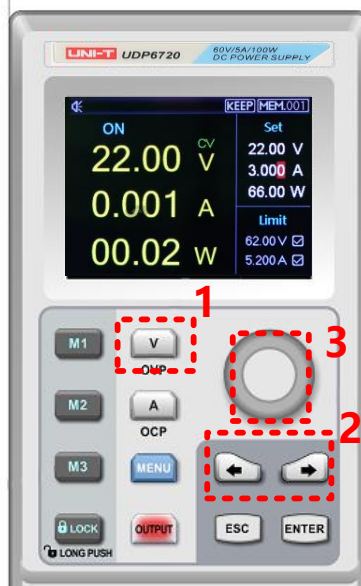 UNI-T UDP6720 60V/5A/100W
DC POWER SUPPLY
KEEP MEM.001
ON
Set
CV
22.00 V
22.00 V
3.000 A
0.001 A
66.00 W
Limit
00.02 W
62.00 V
5.200 A
1
3
M1
V
OVP
M2
A
OCP
2
M3
MENU
LOCK
OUTPUT
ESC
ENTER
LONG PUSH